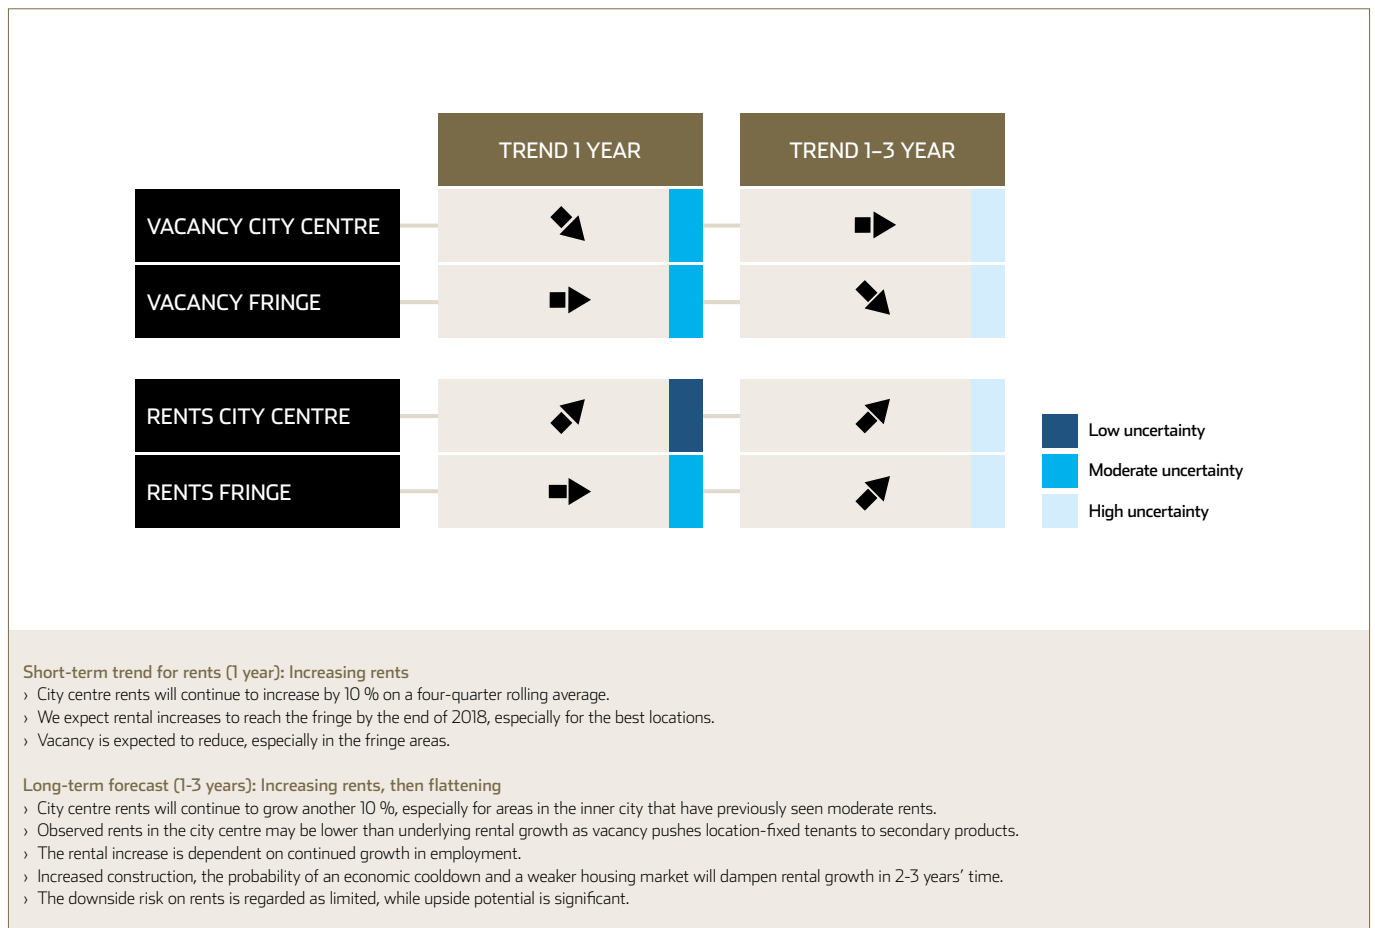 TREND 1 YEAR
TREND 1–3 YEAR
VACANCY CITY CENTRE
VACANCY FRINGE
RENTS CITY CENTRE
RENTS FRINGE
Low uncertainty
Moderate uncertainty
High uncertainty
Short-term trend for rents (1 year): Increasing rents
› City centre rents will continue to increase by 10 % on a four-quarter rolling average.
› We expect rental increases to reach the fringe by the end of 2018, especially for the best locations.
› Vacancy is expected to reduce, especially in the fringe areas.
Long-term forecast (1-3 years): Increasing rents, then flattening
› City centre rents will continue to grow another 10 %, especially for areas in the inner city that have previously seen moderate rents.
› Observed rents in the city centre may be lower than underlying rental growth as vacancy pushes location-fixed tenants to secondary products.
› The rental increase is dependent on continued growth in employment.
› Increased construction, the probability of an economic cooldown and a weaker housing market will dampen rental growth in 2-3 years’ time.
› The downside risk on rents is regarded as limited, while upside potential is significant.